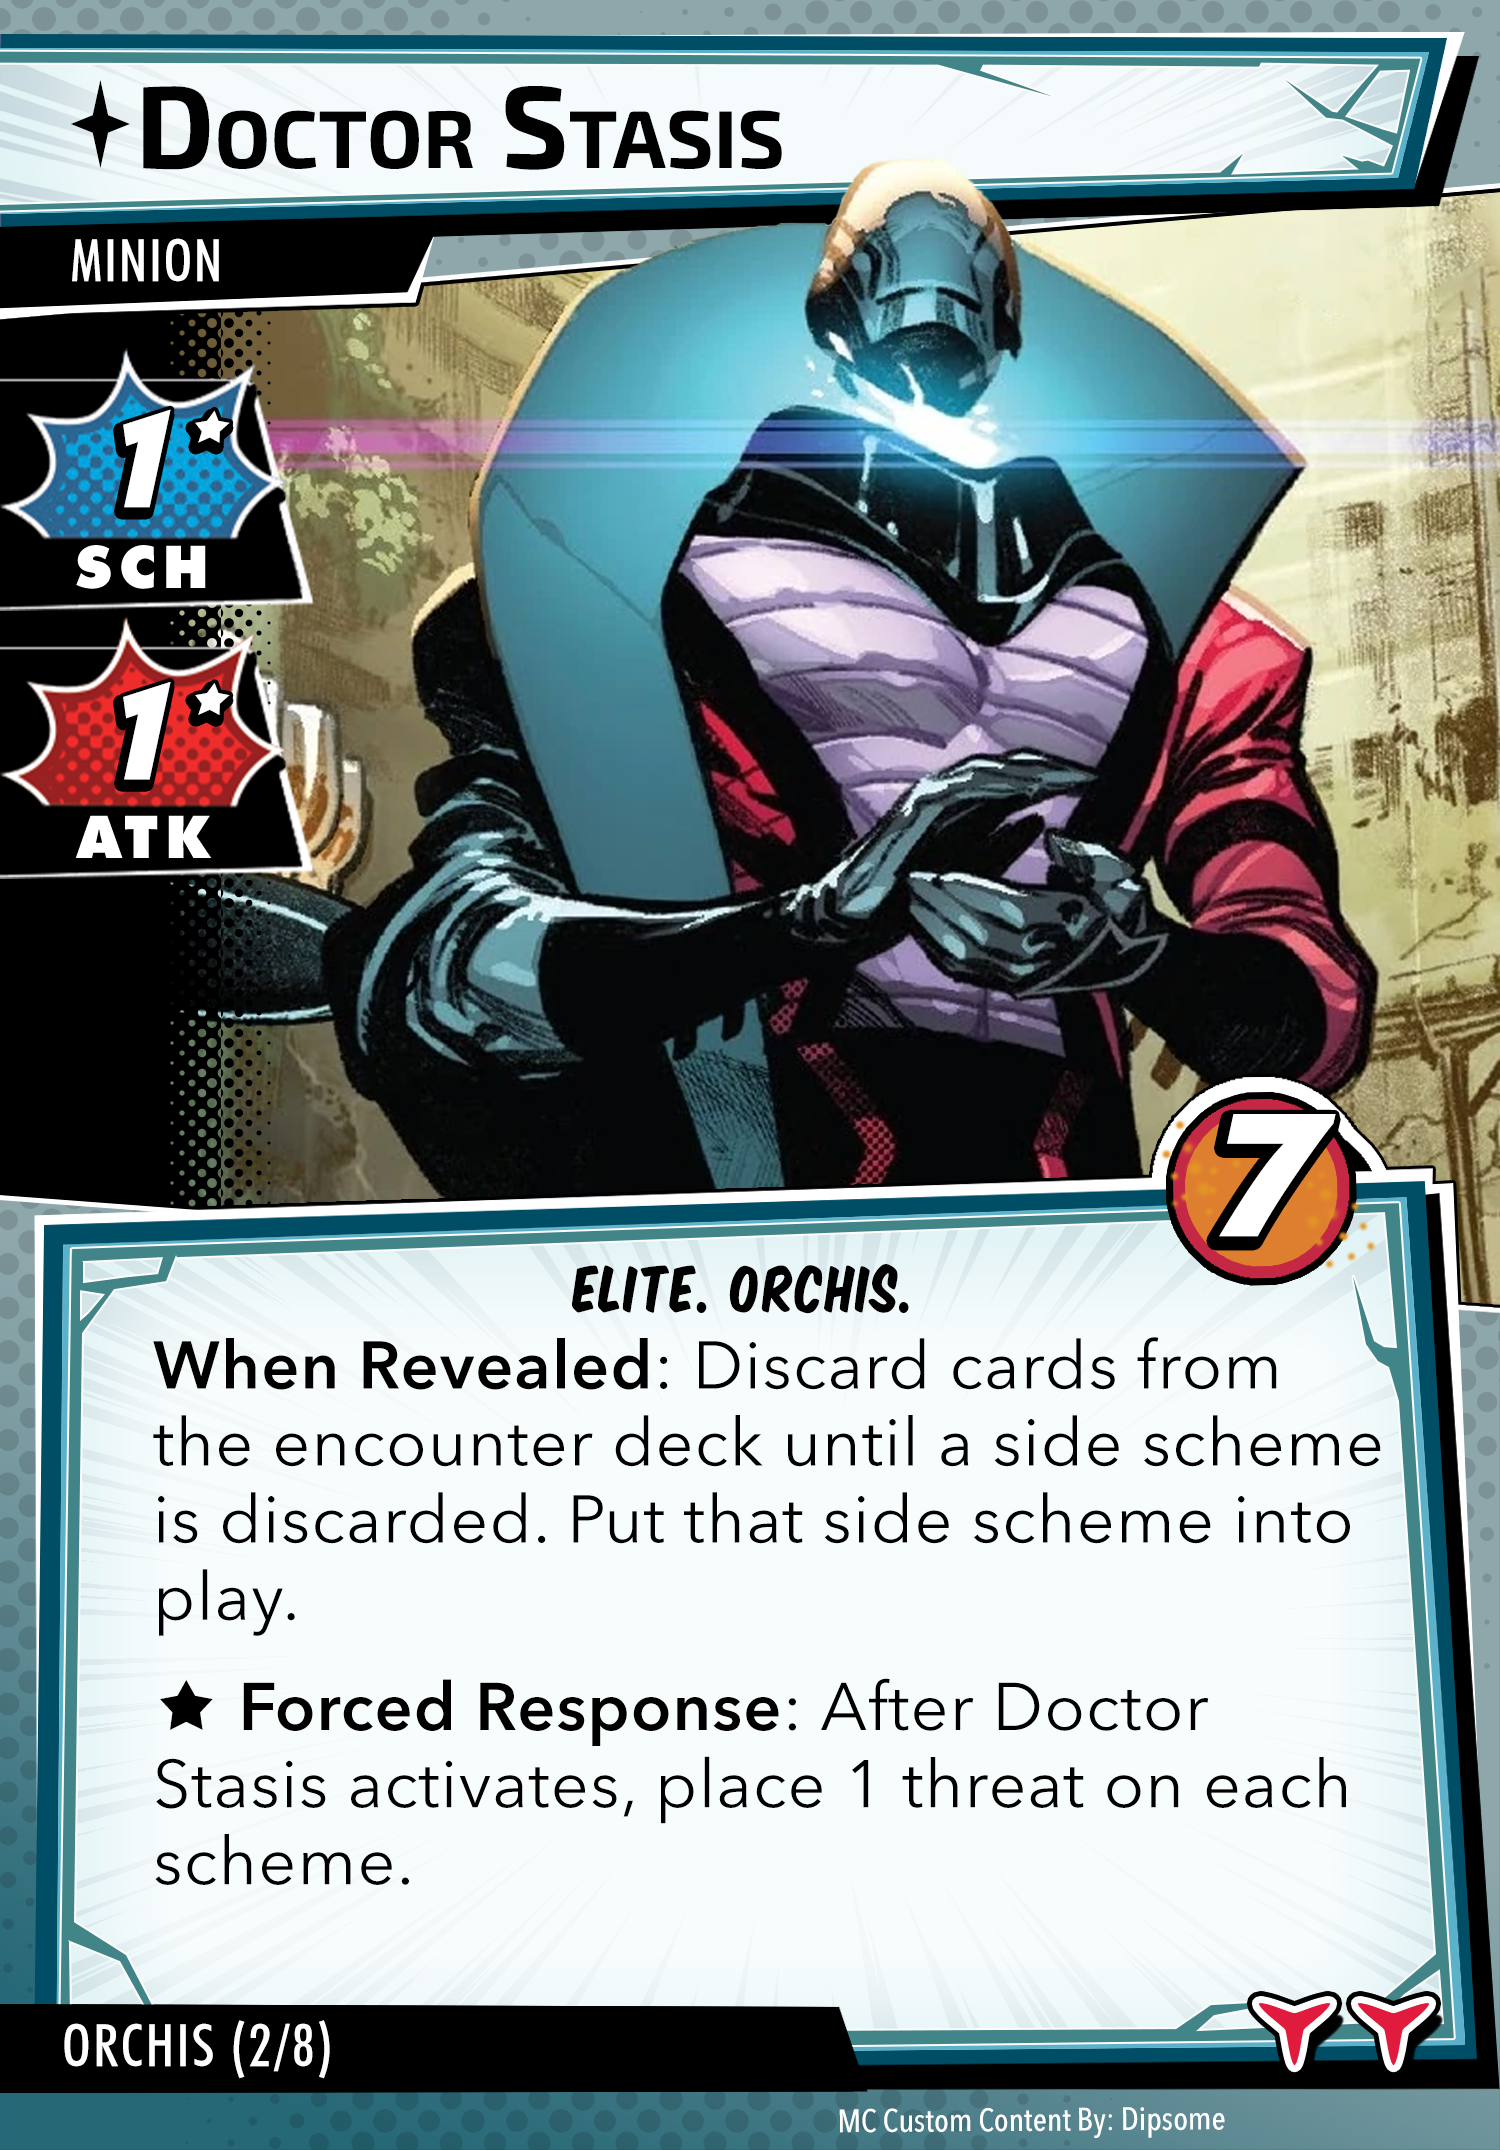 Doctor Stasis
MINION
1
SCH
1
ATK
7
ELITE. ORCHIS.
When Revealed: Discard cards from
the encounter deck until a side scheme
is discarded. Put that side scheme into
play.
★ Forced Response: After Doctor
Stasis activates, place 1 threat on each
scheme.
ORCHIS (2/8)
MC Custom Content By: Dipsome